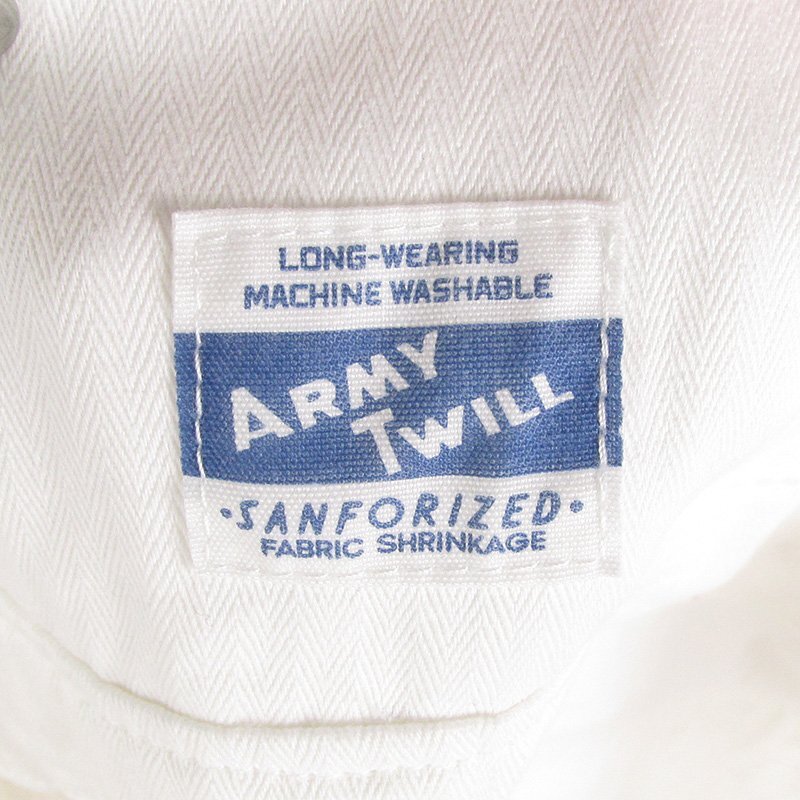 LONG-WEARING
MACHINE WASHABLE
ARMY
TWILL
•SANFORIZED•
FABRIC SHRINKAGE